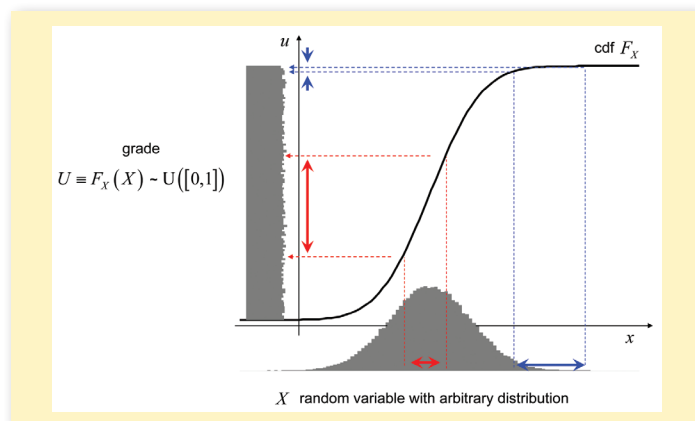 u
cdf F_X
grade
U ≡ F_X (X) ~ U([0,1])
x
X random variable with arbitrary distribution